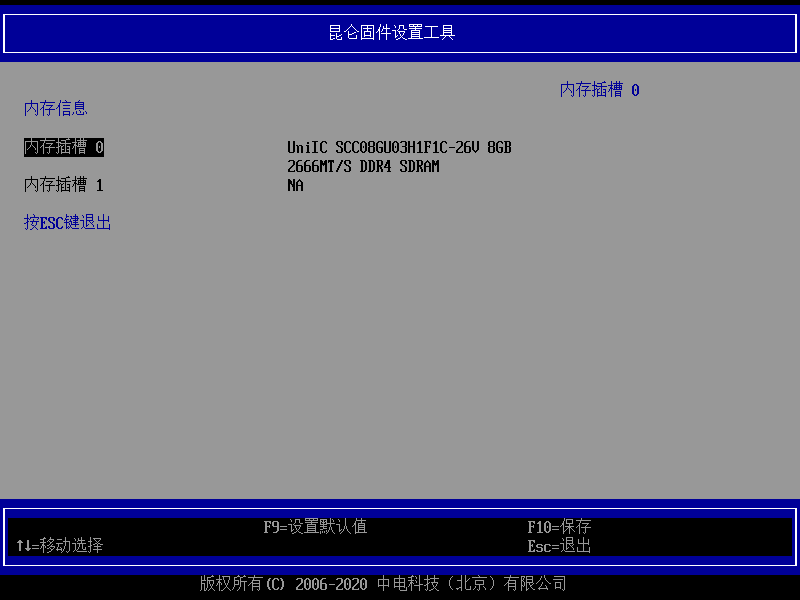 昆仑固件设置工具
内存插槽 0
内存信息
内存插槽 0 UniIC SCC08GU03H1F1C-26V 8GB
2666MT/S DDR4 SDRAM
内存插槽 1 NA
按ESC键退出
F9=设置默认值 F10=保存
↑↓=移动选择 Esc=退出
版权所有(C) 2006-2020 中电科技（北京）有限公司